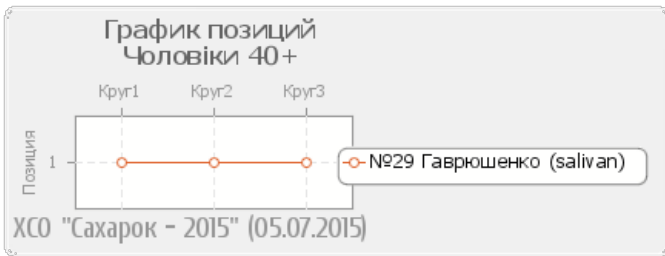 График позиций
Чоловіки 40+
Круг1 Круг2 Круг3
Позиция
1
№29 Гаврюшенко (salivan)
ХСО "Сахарок - 2015" (05.07.2015)